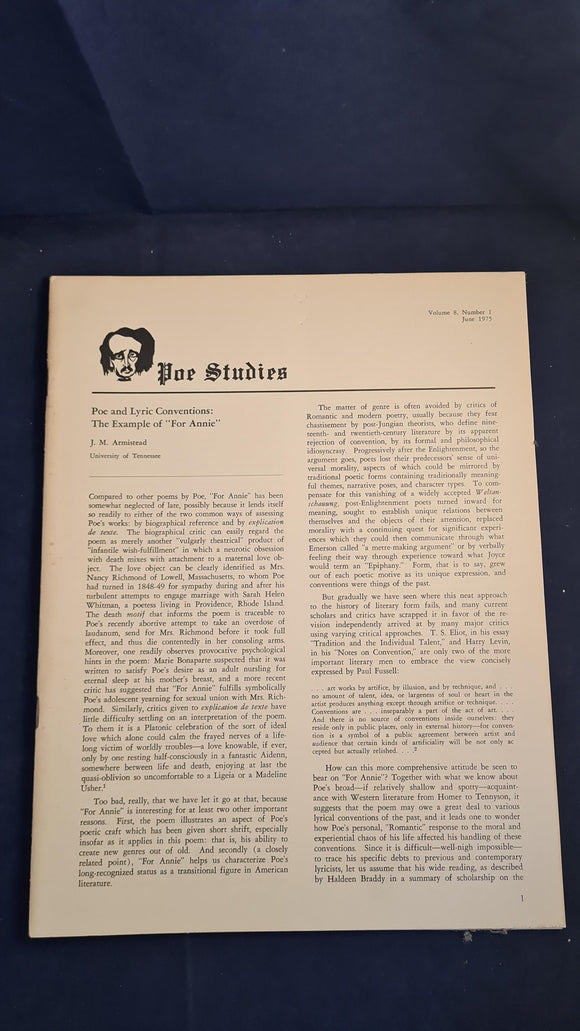 Volume 8, Number 1
June 1975
Poe Studies
Poe and Lyric Conventions:
The Example of "For Annie"
J. M. Armistead
University of Tennessee
Compared to other poems by Poe, "For Annie" has been
somewhat neglected of late, possibly because it lends itself
so readily to either of the two common ways of assessing
Poe's works: by biographical reference and by explication
de texte. The biographical critic can easily regard the
poem as merely another "vulgarly theatrical" product of
"infantile wish-fulfillment" in which a neurotic obsession
with death mixes with attachment to a maternal love ob-
ject. The love object can be clearly identified as Mrs.
Nancy Richmond of Lowell, Massachusetts, to whom Poe
had turned in 1848-49 for sympathy during and after his
turbulent attempts to engage marriage with Sarah Helen
Whitman, a poetess living in Providence, Rhode Island.
The death motif that informs the poem is traceable to
Poe's recently abortive attempt to take an overdose of
laudanum, send for Mrs. Richmond before it took full
effect, and thus die contentedly in her consoling arms.
Moreover, one readily observes provocative psychological
hints in the poem: Marie Bonaparte suspected that it was
written to satisfy Poe's desire as an adult nursling for
eternal sleep at his mother's breast, and a more recent
critic has suggested that "For Annie" fulfills symbolically
Poe's adolescent yearning for sexual union with Mrs. Rich-
mond. Similarly, critics given to explication de texte have
little difficulty settling on an interpretation of the poem.
To them it is a Platonic celebration of the sort of ideal
love which alone could calm the frayed nerves of a life-
long victim of worldly troubles—a love knowable, if ever,
only by one resting half-consciously in a fantastic Aidenn,
somewhere between life and death, enjoying at last the
quasi-oblivion so uncomfortable to a Ligeia or a Madeline
Usher.1
Too bad, really, that we have let it go at that, because
"For Annie" is interesting for at least two other important
reasons. First, the poem illustrates an aspect of Poe's
poetic craft which has been given short shrift, especially
insofar as it applies in this poem: that is, his ability to
create new genres out of old. And secondly (a closely
related point), "For Annie" helps us characterize Poe's
long-recognized status as a transitional figure in American
literature.
The matter of genre is often avoided by critics of
Romantic and modern poetry, usually because they fear
chastisement by post-Jungian theorists, who define nine-
teenth- and twentieth-century literature by its apparent
rejection of convention, by its formal and philosophical
idiosyncrasy. Progressively after the Enlightenment, so the
argument goes, poets lost their predecessors' sense of uni-
versal morality, aspects of which could be mirrored by
traditional poetic forms containing traditionally meaning-
ful themes, narrative poses, and character types. To com-
pensate for this vanishing of a widely accepted Weltan-
schauung, post-Enlightenment poets turned inward for
meaning, sought to establish unique relations between
themselves and the objects of their attention, replaced
morality with a continuing quest for significant experi-
ences which they could then communicate through what
Emerson called "a metre-making argument" or by verbally
feeling their way through experience toward what Joyce
would term an "Epiphany." Form, that is to say, grew
out of each poetic motive as its unique expression, and
conventions were things of the past.
But gradually we have seen where this neat approach
to the history of literary form fails, and many current
scholars and critics have scrapped it in favor of the re-
vision independently arrived at by many major critics
using varying critical approaches. T. S. Eliot, in his essay
"Tradition and the Individual Talent," and Harry Levin,
in his "Notes on Convention," are only two of the more
important literary men to embrace the view concisely
expressed by Paul Fussell:
. . . art works by artifice, by illusion, and by technique, and . .
no amount of talent, idea, or largeness of soul or heart in the
artist produces anything except through artifice or technique. . . .
Conventions are . . . inseparably a part of the act of art. . .
And there is no source of conventions inside ourselves: they
reside only in public places, only in external history—for conven-
tion is a symbol of a public agreement between artist and
audience that certain kinds of artificiality will be not only ac
cepted but actually relished. . . .2
How can this more comprehensive attitude be seen to
bear on "For Annie"? Together with what we know about
Poe's broad—if relatively shallow and spotty—acquaint-
ance with Western literature from Homer to Tennyson, it
suggests that the poem may owe a great deal to various
lyrical conventions of the past, and it leads one to wonder
how Poe's personal, "Romantic" response to the moral and
experiential chaos of his life affected his handling of these
conventions. Since it is difficult—well-nigh impossible—
to trace his specific debts to previous and contemporary
lyricists, let us assume that his wide reading, as described
by Haldeen Braddy in a summary of scholarship on the
1